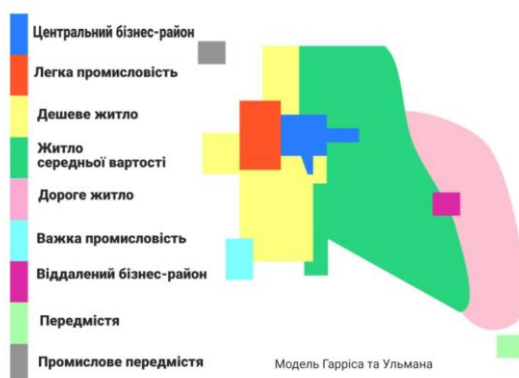 Центральний бізнес-район
Легка промисловість
Дешеве житло
Житло
середньої вартості
Дороге житло
Важка промисловість
Віддалений бізнес-район
Передмістя
Промислове передмістя
Модель Гарріса та Ульмана